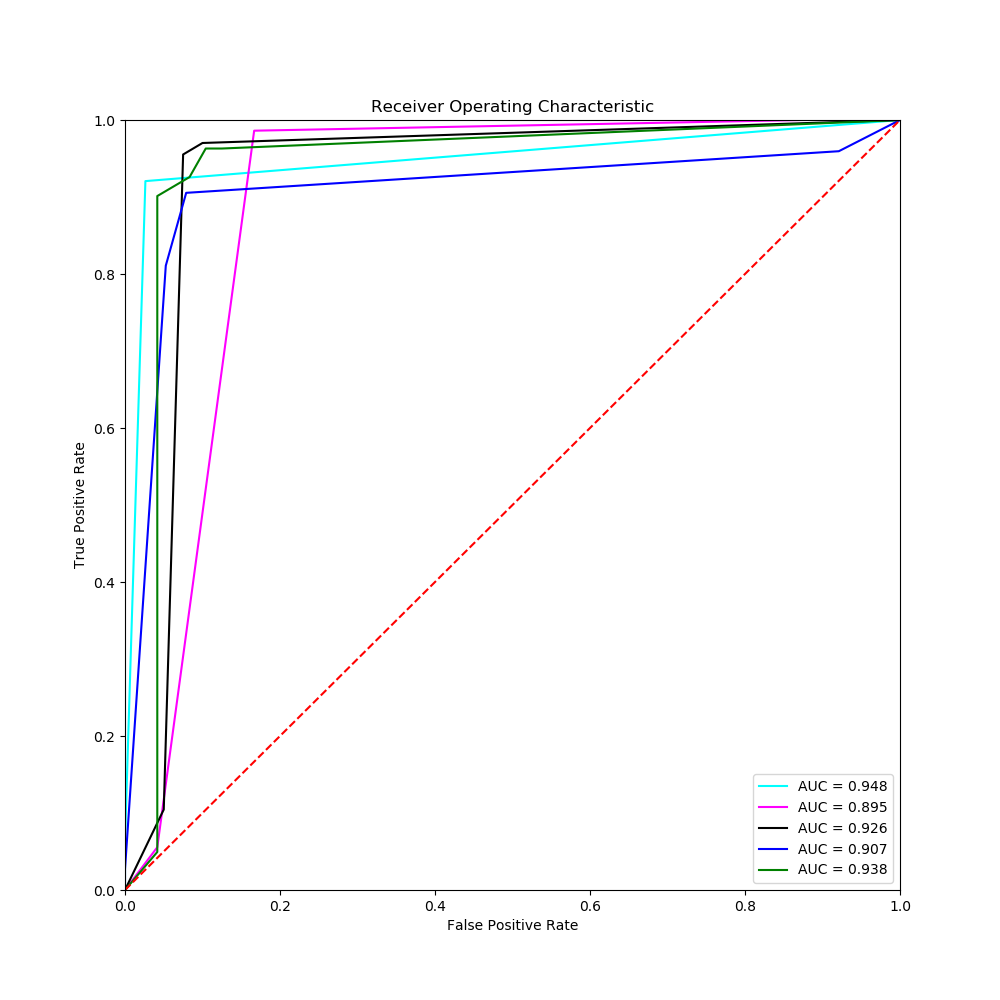 Receiver Operating Characteristic
1.0
0.8
0.6
0.4
0.2
0.0
True Positive Rate
AUC = 0.948
AUC = 0.895
AUC = 0.926
AUC = 0.907
AUC = 0.938
0.0 0.2 0.4 0.6 0.8 1.0
False Positive Rate